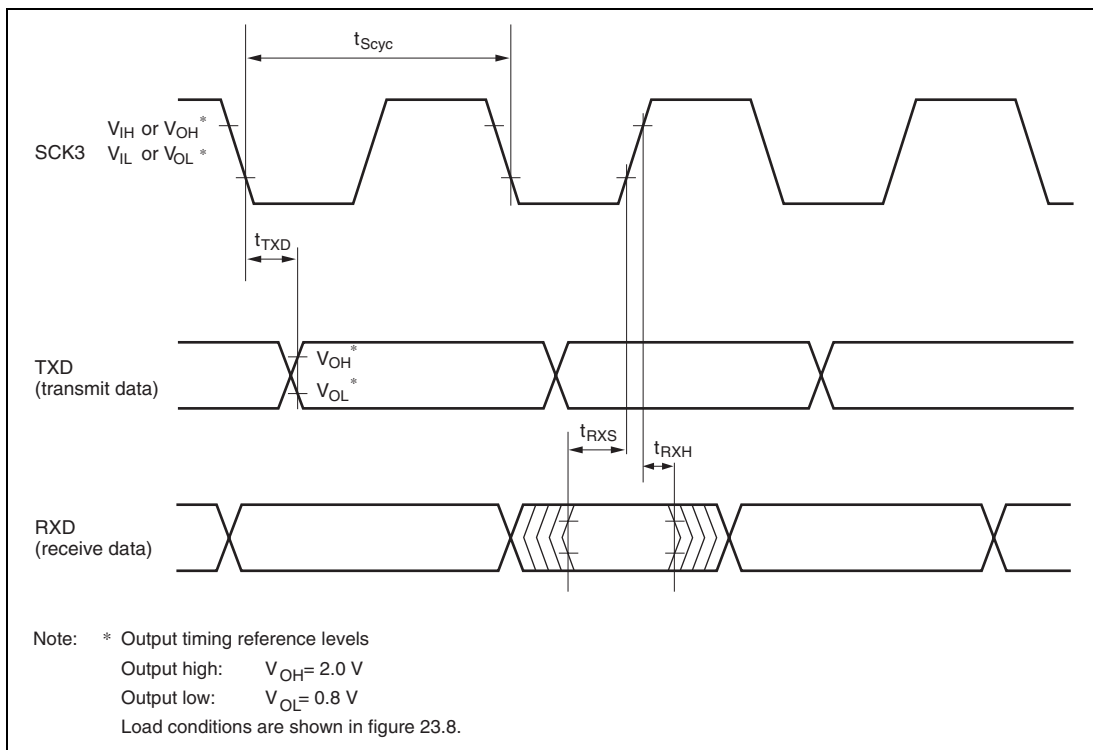 tScyc
VIH or VOH*
SCK3 VIL or VOL *
tTXD
TXD
(transmit data)
VOH*
VOL*
tRXS
tRXH
RXD
(receive data)
Note: * Output timing reference levels
Output high: VOH= 2.0 V
Output low: VOL= 0.8 V
Load conditions are shown in figure 23.8.